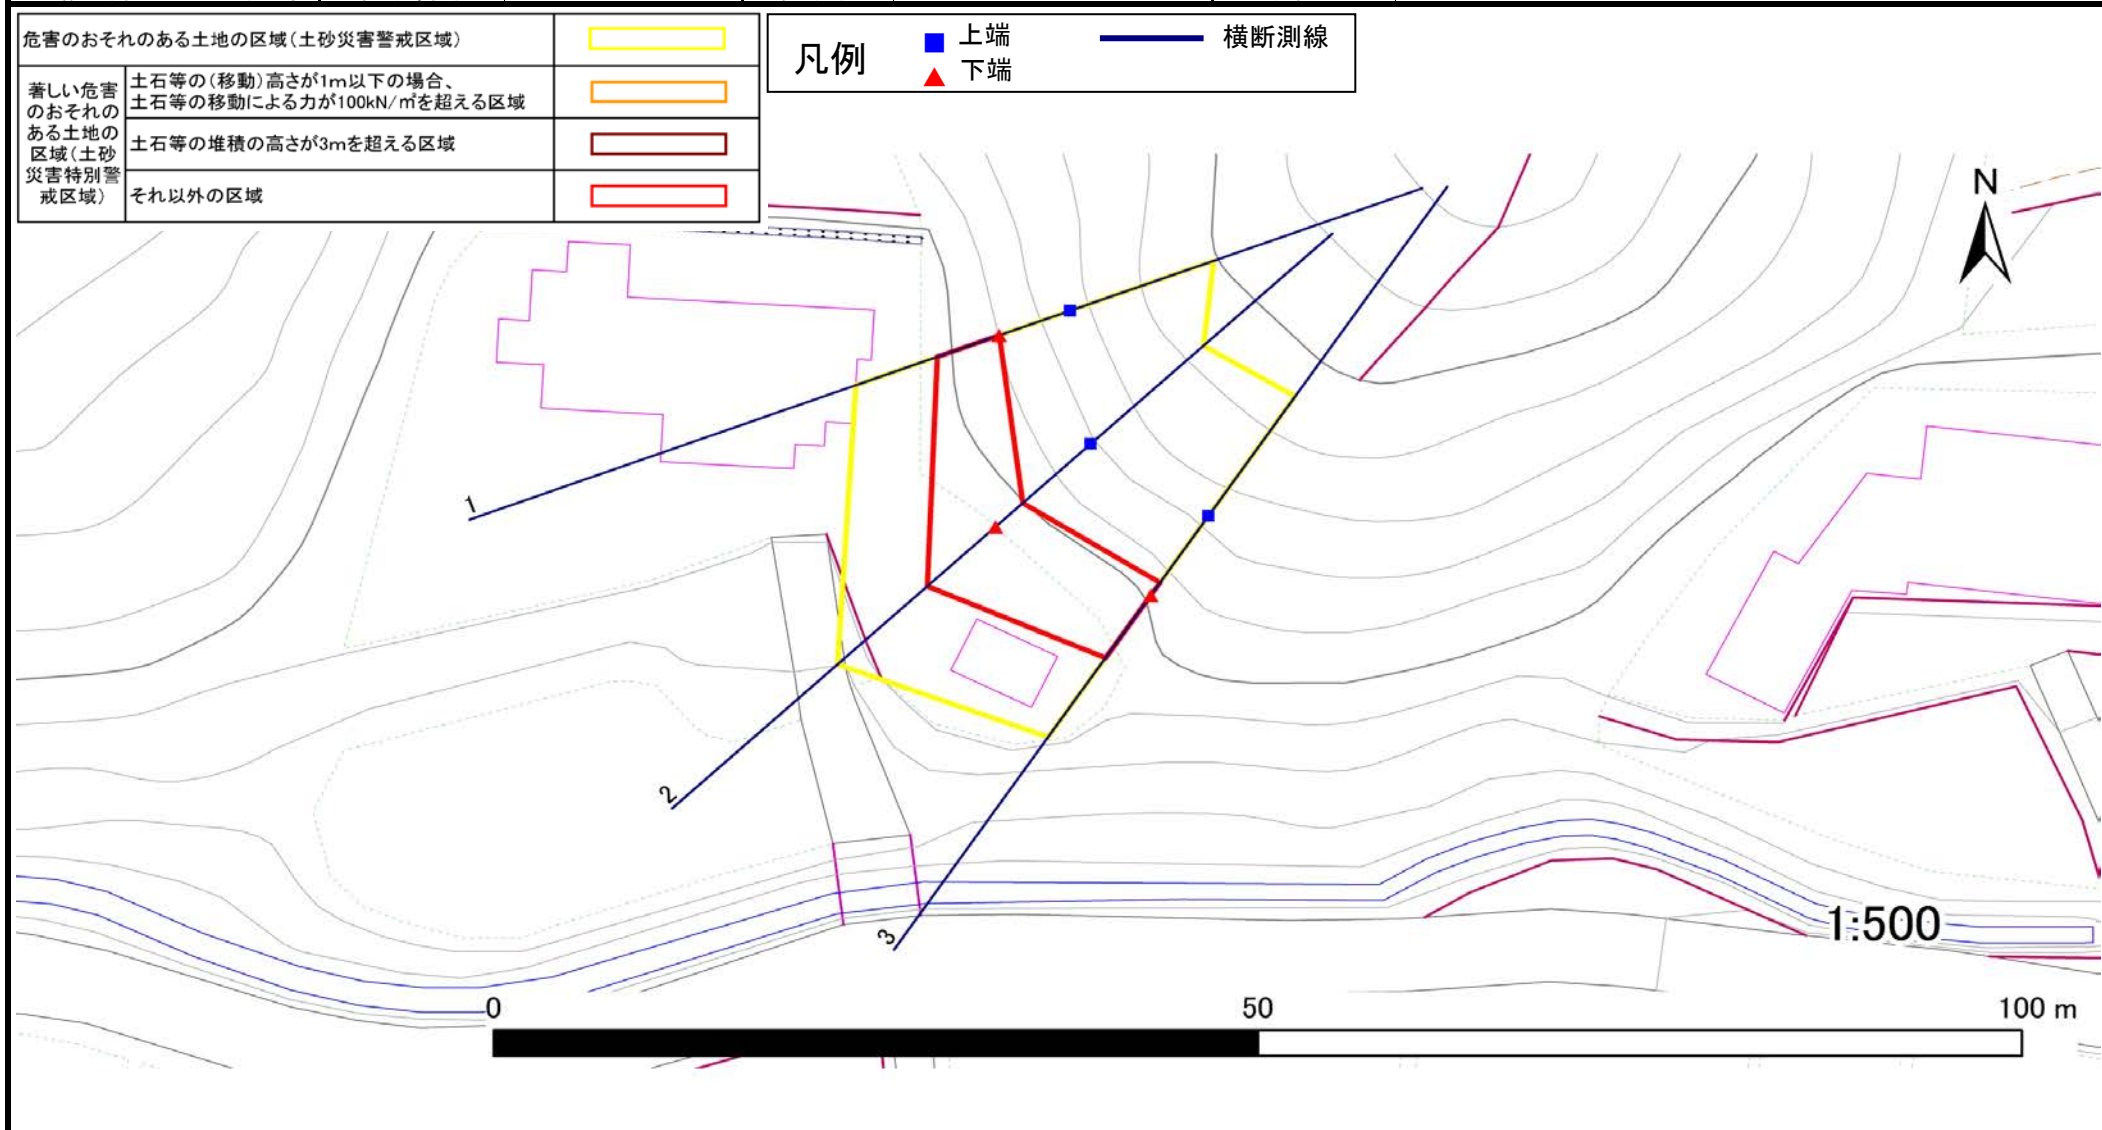 危害のおそれのある土地の区域(土砂災害警戒区域)
著しい危害
のおそれの
ある土地の
区域(土砂
災害特別警
戒区域)
土石等の(移動)高さが1m以下の場合、
土石等の移動による力が100kN/㎡を超える区域
土石等の堆積の高さが3mを超える区域
それ以外の区域
凡例
上端
下端
横断測線
N
1
2
3
1:500
0
50
100 m